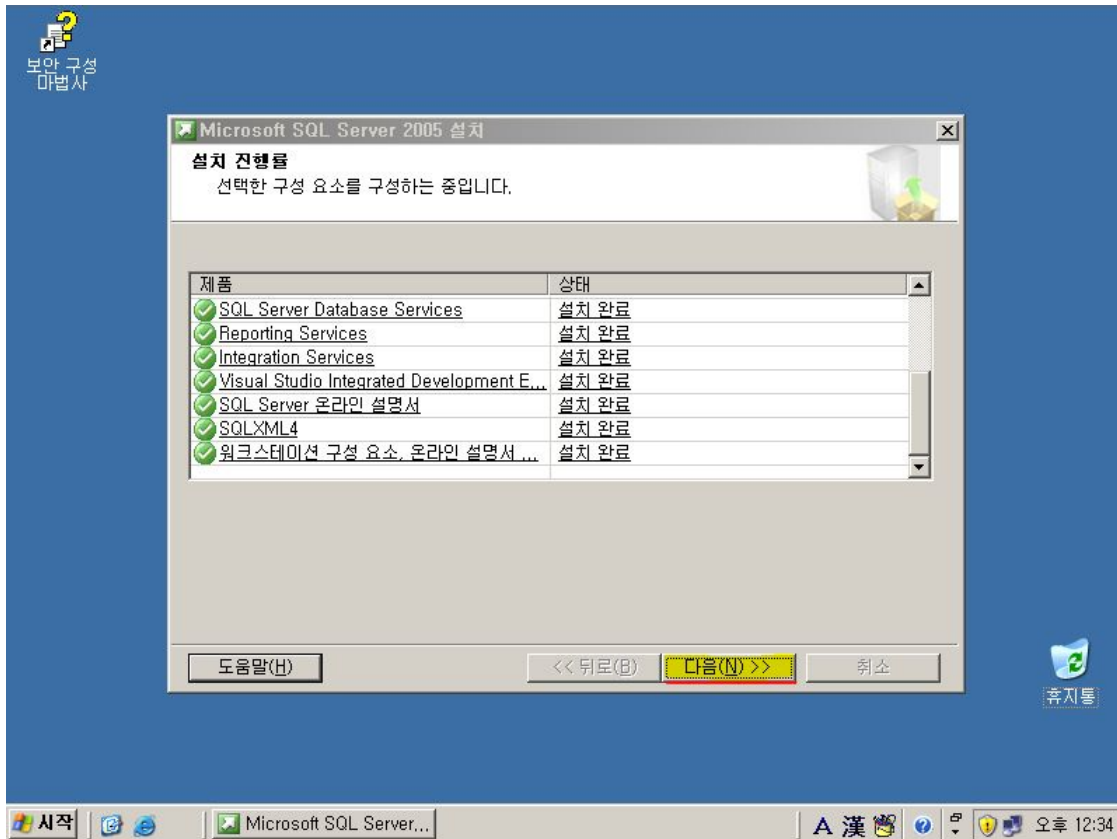 보안 구성
마법사
Microsoft SQL Server 2005 설치
설치 진행률
선택한 구성 요소를 구성하는 중입니다.
제품 상태
SQL Server Database Services 설치 완료
Reporting Services 설치 완료
Integration Services 설치 완료
Visual Studio Integrated Development E... 설치 완료
SQL Server 온라인 설명서 설치 완료
SQLXML4 설치 완료
워크스테이션 구성 요소, 온라인 설명서 ... 설치 완료
도움말(H) << 뒤로(B) 다음(N) >> 취소
휴지통
시작 Microsoft SQL Server... A 漢 오후 12:34